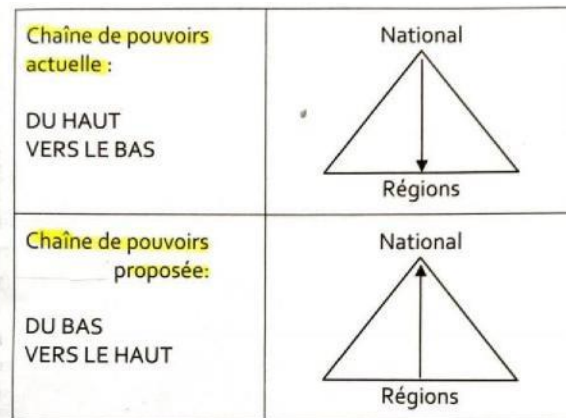 Chaîne de pouvoirs
actuelle :
DU HAUT
VERS LE BAS
National
Régions
Chaîne de pouvoirs
proposée:
DU BAS
VERS LE HAUT
National
Régions